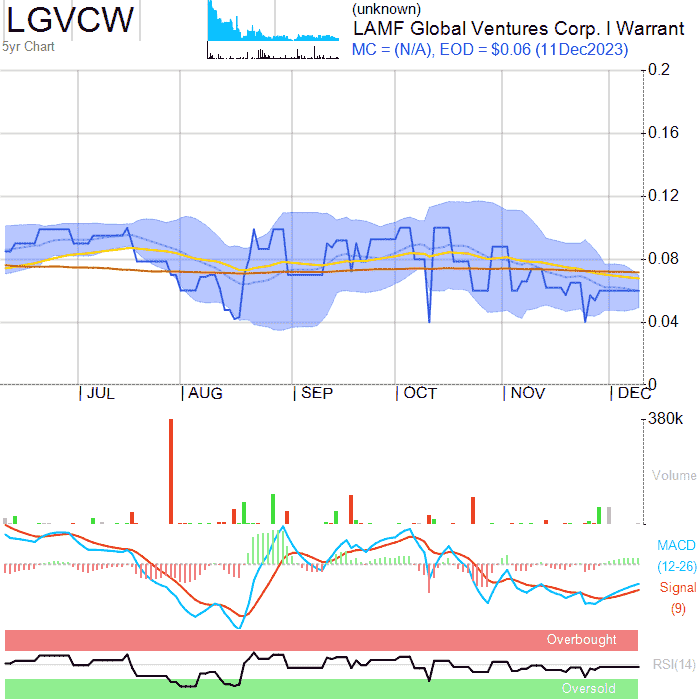 LGVCW
5yr Chart
(unknown)
LAMF Global Ventures Corp. I Warrant
MC = (N/A), EOD = $0.06 (11Dec2023)
0.2
0.16
0.12
0.08
0.04
0
JUL AUG SEP OCT NOV DEC
380k
Volume
MACD
(12-26)
Signal
(9)
Overbought
RSI(14)
Oversold